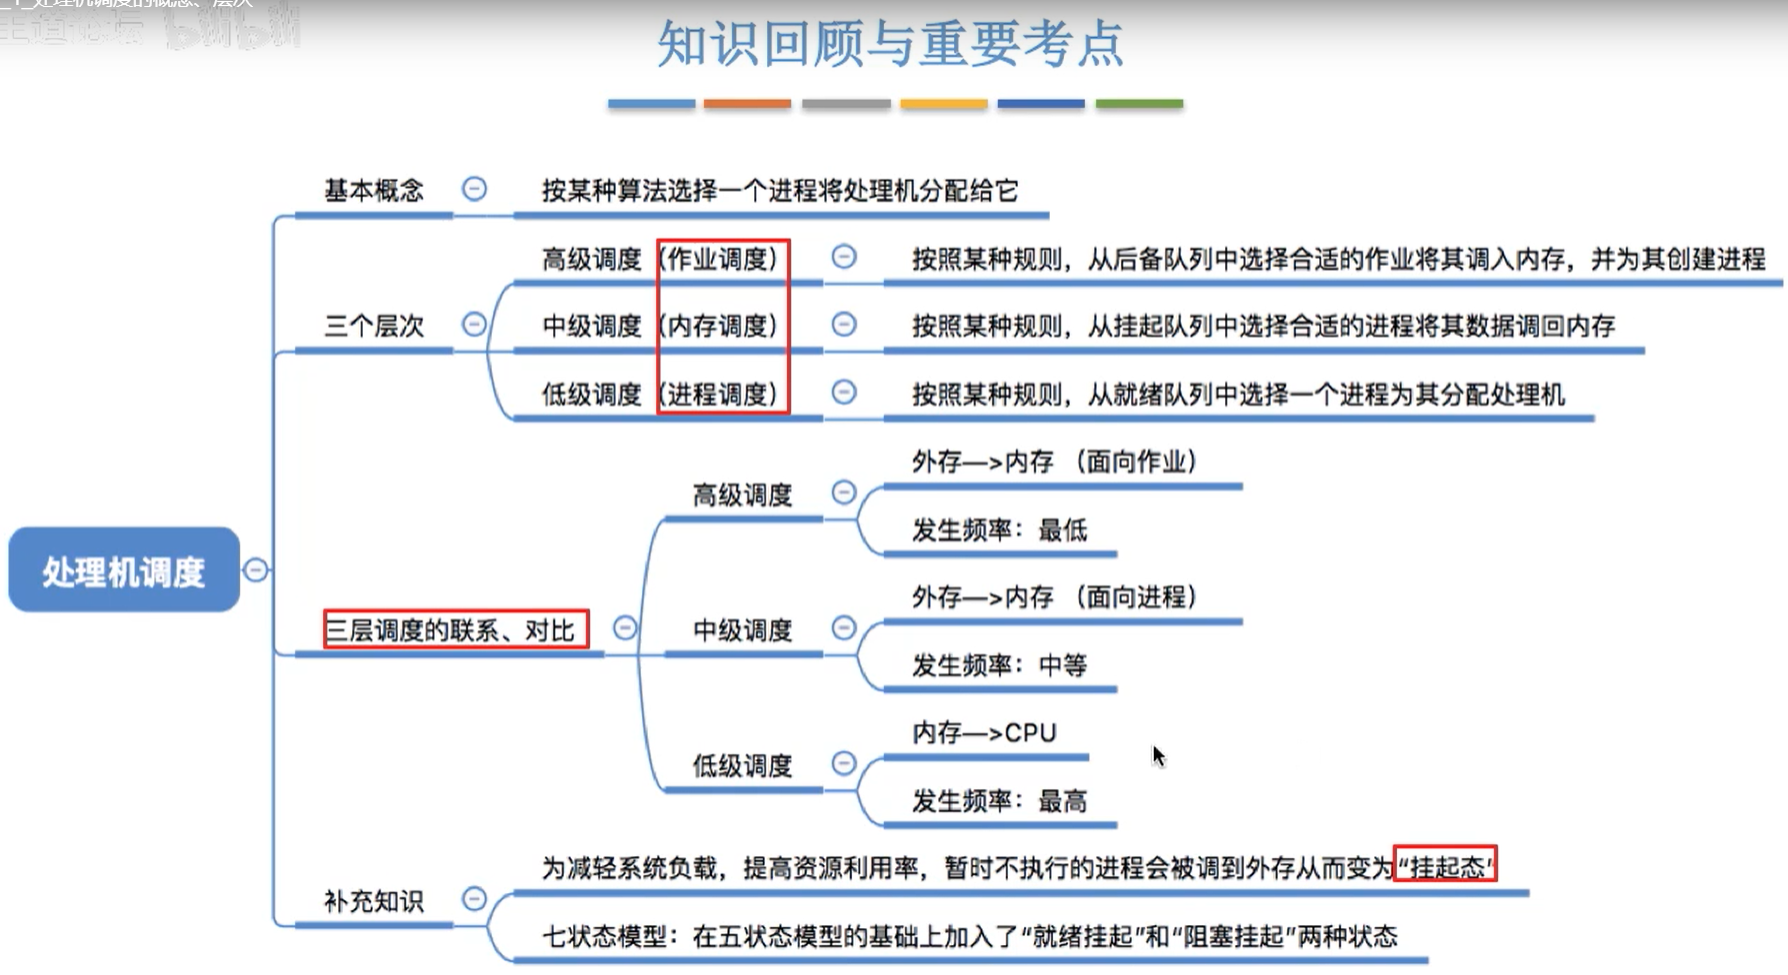 知识回顾与重要考点
基本概念
按某种算法选择一个进程将处理机分配给它
三个层次
高级调度（作业调度）
按照某种规则，从后备队列中选择合适的作业将其调入内存，并为其创建进程
中级调度（内存调度）
按照某种规则，从挂起队列中选择合适的进程将其数据调回内存
低级调度（进程调度）
按照某种规则，从就绪队列中选择一个进程为其分配处理机
处理机调度
三层调度的联系、对比
高级调度
外存—>内存 （面向作业）
发生频率：最低
中级调度
外存—>内存 （面向进程）
发生频率：中等
低级调度
内存—>CPU
发生频率：最高
补充知识
为减轻系统负载，提高资源利用率，暂时不执行的进程会被调到外存从而变为“挂起态”
七状态模型：在五状态模型的基础上加入了“就绪挂起”和“阻塞挂起”两种状态